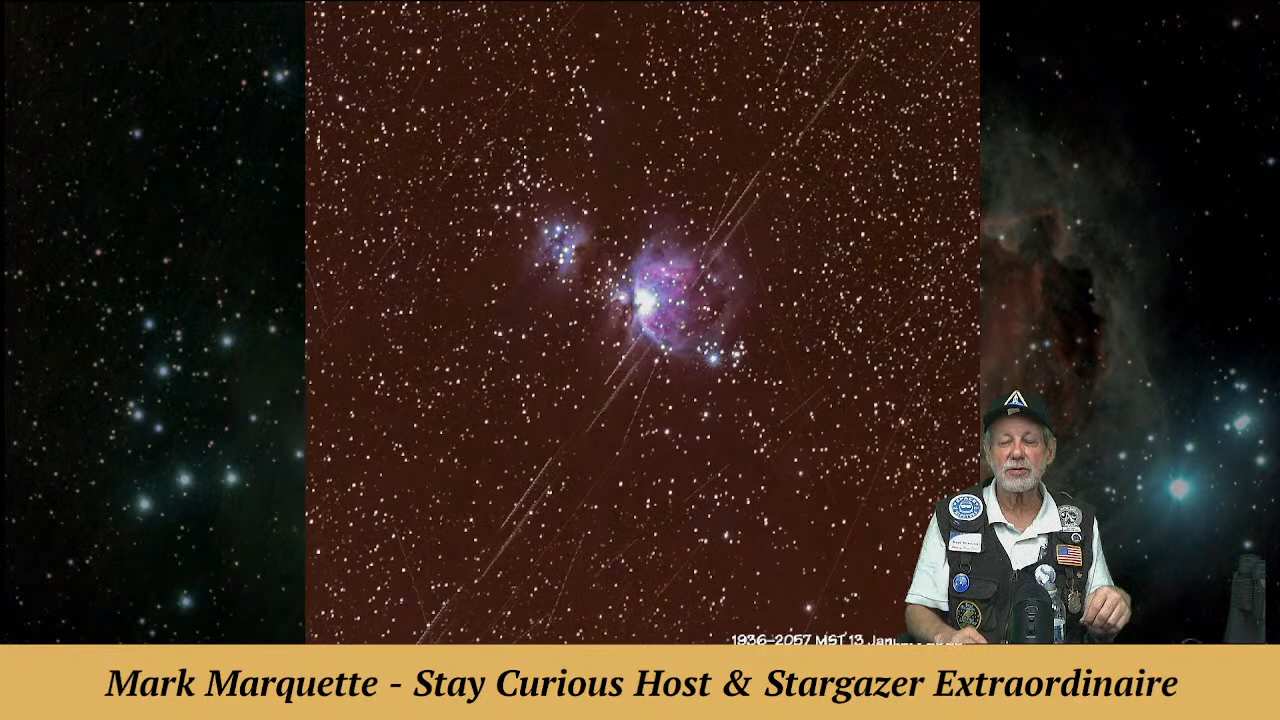 1936-2057 MST 13
Mark Marquette - Stay Curious Host & Stargazer Extraordinaire